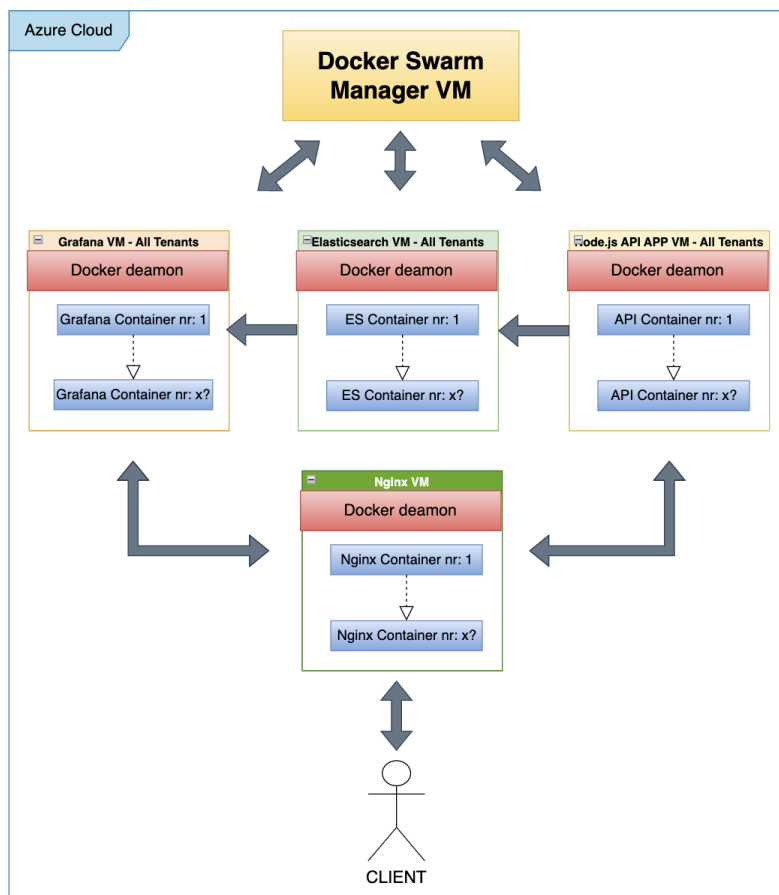 Azure Cloud
Docker Swarm
Manager VM
Grafana VM - All Tenants
Elasticsearch VM - All Tenants
Node.js API APP VM - All Tenants
Docker deamon
Docker deamon
Docker deamon
Grafana Container nr: 1
ES Container nr: 1
API Container nr: 1
Grafana Container nr: x?
ES Container nr: x?
API Container nr: x?
Nginx VM
Docker deamon
Nginx Container nr: 1
Nginx Container nr: x?
CLIENT